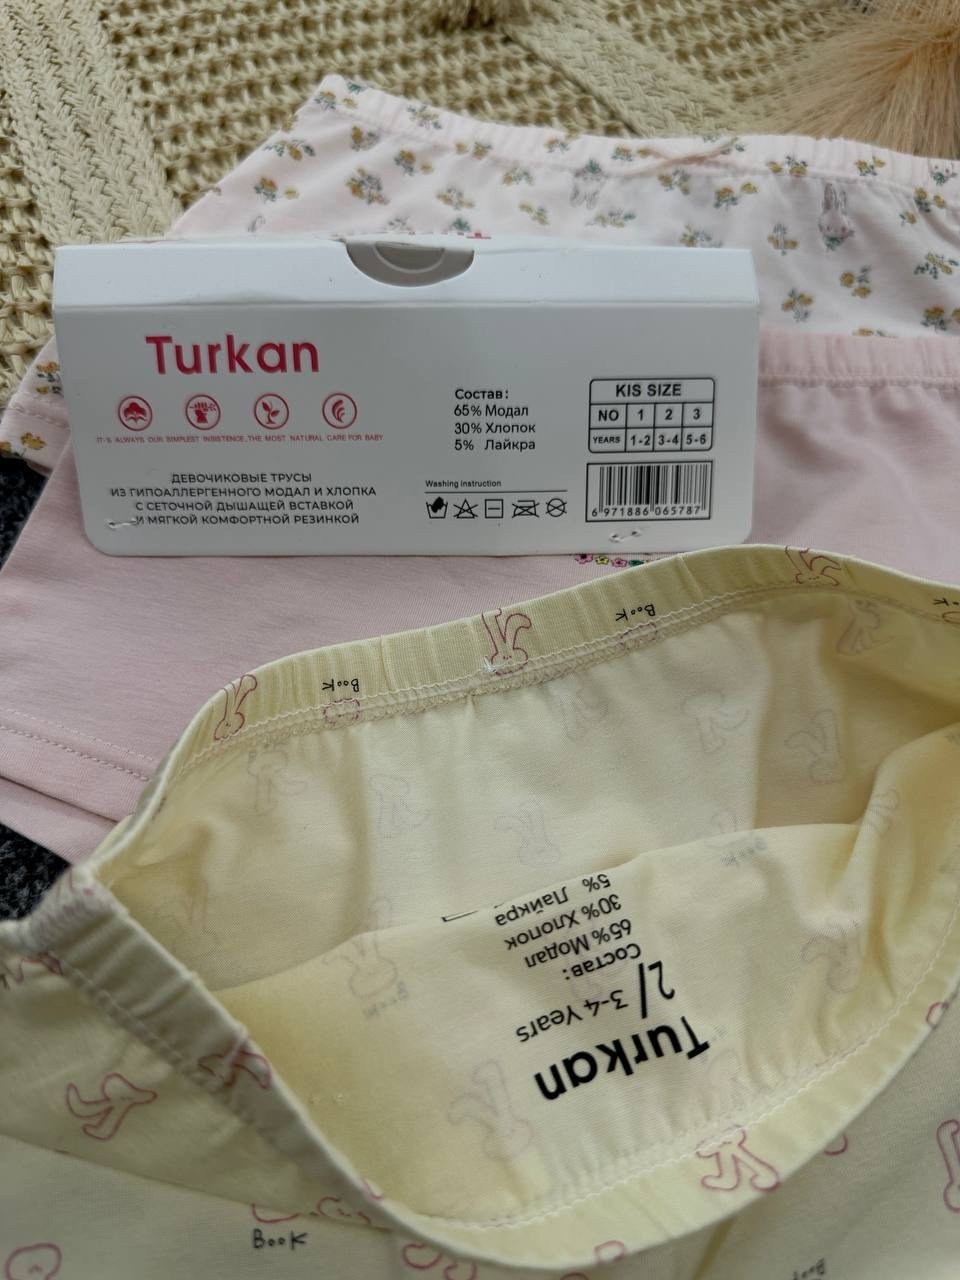 Turkan
IT'S ALWAYS OUR SIMPLEST INSISTENCE,THE MOST NATURAL CARE FOR BABY
ДЕВОЧИКОВЫЕ ТРУСЫ
ИЗ ГИПОАЛЛЕРГЕННОГО МОДАЛ И ХЛОПКА
С СЕТОЧНОЙ ДЫШАЩЕЙ ВСТАВКОЙ
И МЯГКОЙ КОМФОРТНОЙ РЕЗИНКОЙ
Состав:
65% Модал
30% Хлопок
5% Лайкра
Washing instruction
KIS SIZE
NO 1 2 3
YEARS 1-2 3-4 5-6
6 971886 065787
Book
Book
Turkan
2/ 3-4 Years
Состав:
65% Модал
30% Хлопок
5% Лайкра
Book